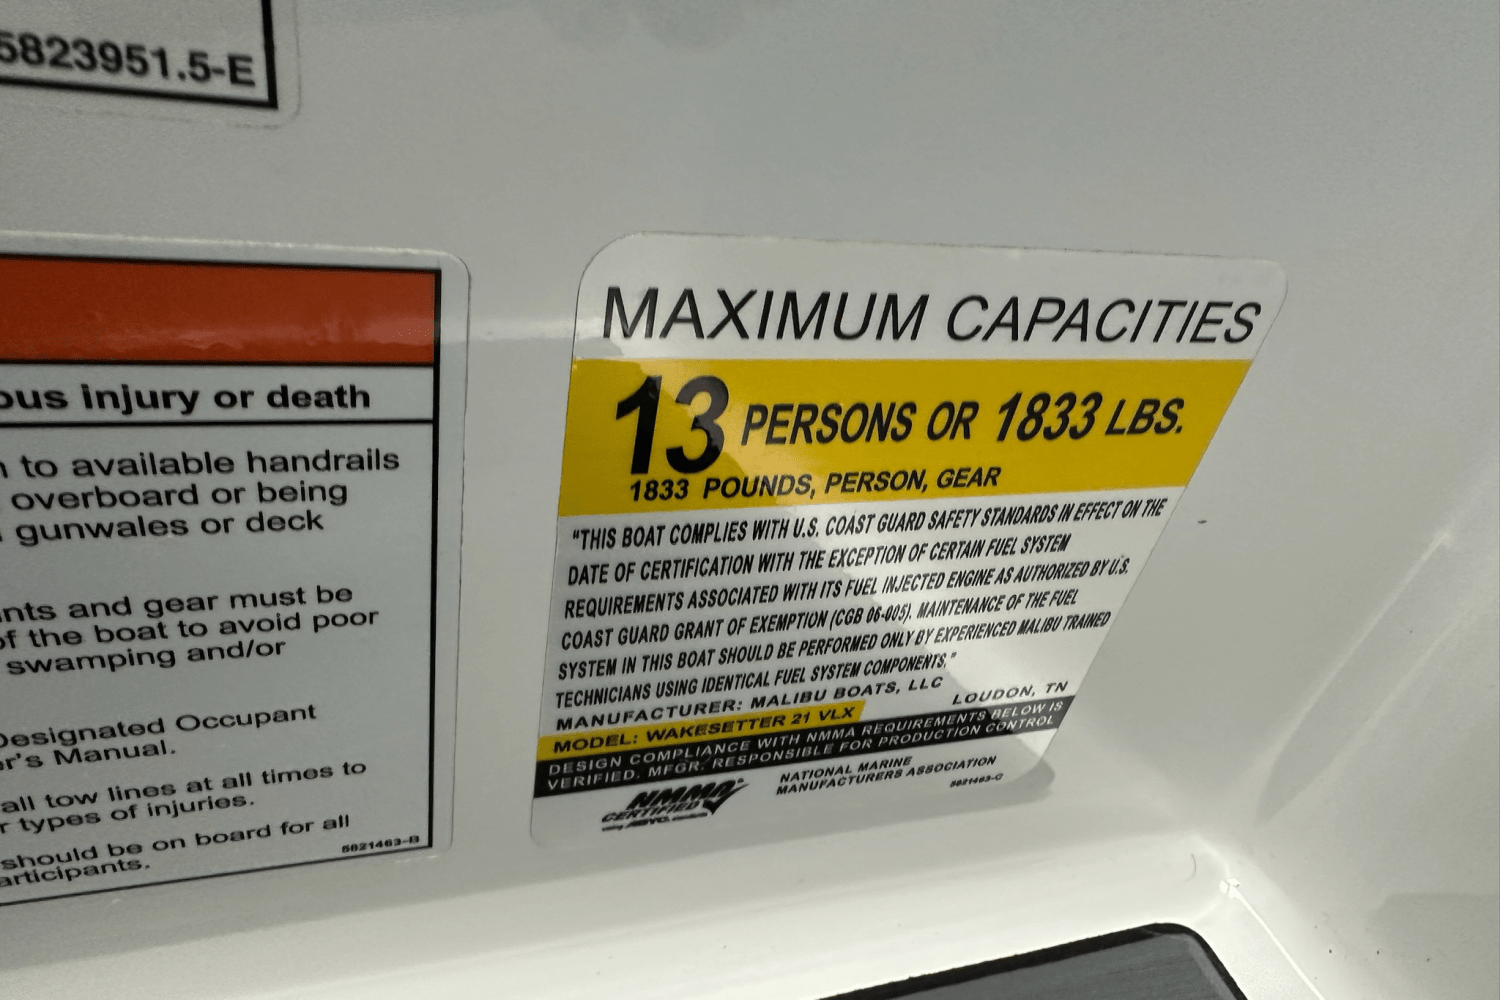 5823951.5-E
ous injury or death
to available handrails
overboard or being
gunwales or deck
nts and gear must be
of the boat to avoid poor
swamping and/or
Designated Occupant
er's Manual.
all tow lines at all times to
r types of injuries.
should be on board for all
articipants.
5821463-B
MAXIMUM CAPACITIES
13 PERSONS OR 1833 LBS.
1833 POUNDS, PERSON, GEAR
"THIS BOAT COMPLIES WITH U.S. COAST GUARD SAFETY STANDARDS IN EFFECT ON THE
DATE OF CERTIFICATION WITH THE EXCEPTION OF CERTAIN FUEL SYSTEM
REQUIREMENTS ASSOCIATED WITH ITS FUEL INJECTED ENGINE AS AUTHORIZED BY U.S.
COAST GUARD GRANT OF EXEMPTION (CGB 06-005). MAINTENANCE OF THE FUEL
SYSTEM IN THIS BOAT SHOULD BE PERFORMED ONLY BY EXPERIENCED MALIBU TRAINED
TECHNICIANS USING IDENTICAL FUEL SYSTEM COMPONENTS."
MANUFACTURER: MALIBU BOATS, LLC LOUDON, TN
MODEL: WAKESETTER 21 VLX
DESIGN COMPLIANCE WITH NMMA REQUIREMENTS BELOW IS
VERIFIED. MFGR. RESPONSIBLE FOR PRODUCTION CONTROL
NMMA
CERTIFIED
NATIONAL MARINE
MANUFACTURERS ASSOCIATION
5821483-C